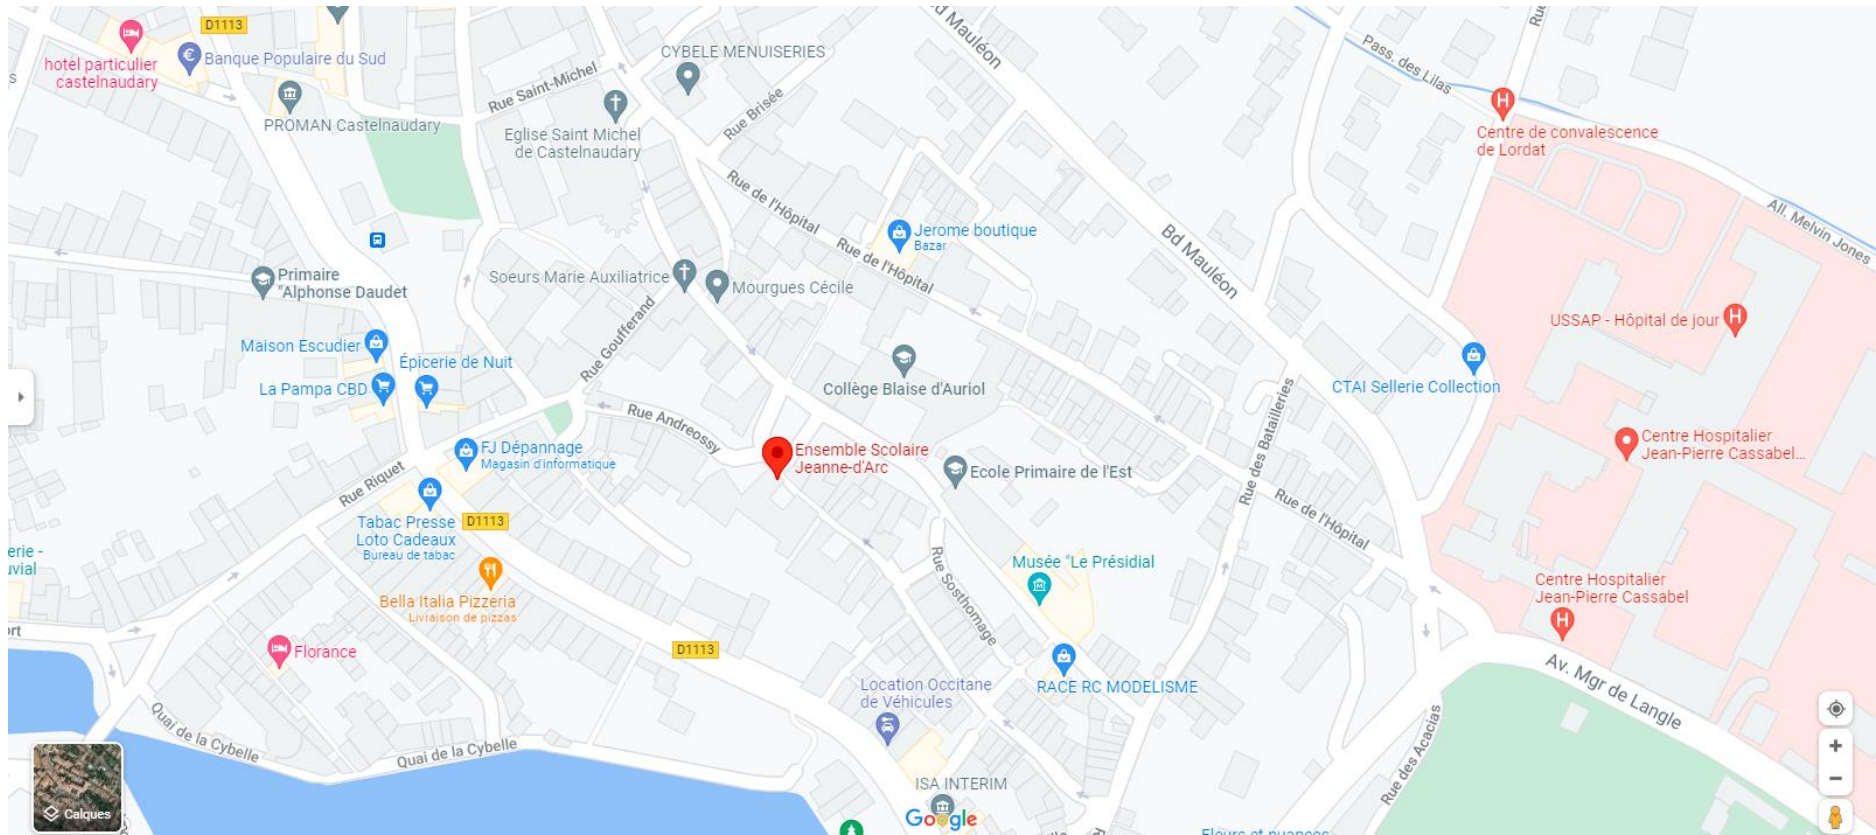 D1113
hotel particulier
castelnaudary
Banque Populaire du Sud
PROMAN Castelnaudary
CYBELE MENUISERIES
Rue Saint-Michel
Rue Brisée
Eglise Saint Michel
de Castelnaudary
Bd Mauléon
Pass. des Lilas
Centre de convalescence
de Lordat
All. Melvin Jones
Rue de l'Hôpital
Jerome boutique
Bazar
Rue de l'Hôpital
Bd Mauléon
Primaire
"Alphonse Daudet
Soeurs Marie Auxiliatrice
Mourgues Cécile
USSAP - Hôpital de jour
Rue Goufferand
Maison Escudier
Épicerie de Nuit
La Pampa CBD
Collège Blaise d'Auriol
CTAI Sellerie Collection
Rue Andreossy
Rue des Batailleries
FJ Dépannage
Magasin d'informatique
Ensemble Scolaire
Jeanne-d'Arc
Ecole Primaire de l'Est
Centre Hospitalier
Jean-Pierre Cassabel...
Rue Riquet
Rue de l'Hôpital
Tabac Presse
Loto Cadeaux
Bureau de tabac
D1113
Rue Sosthomage
Musée "Le Présidial
Bella Italia Pizzeria
Livraison de pizzas
Centre Hospitalier
Jean-Pierre Cassabel
Florance
D1113
Location Occitane
de Véhicules
RACE RC MODELISME
Av. Mgr de Langle
Rue des Acacias
Quai de la Cybelle
Quai de la Cybelle
ISA INTERIM
Calques
Google
Fleurs et nuances